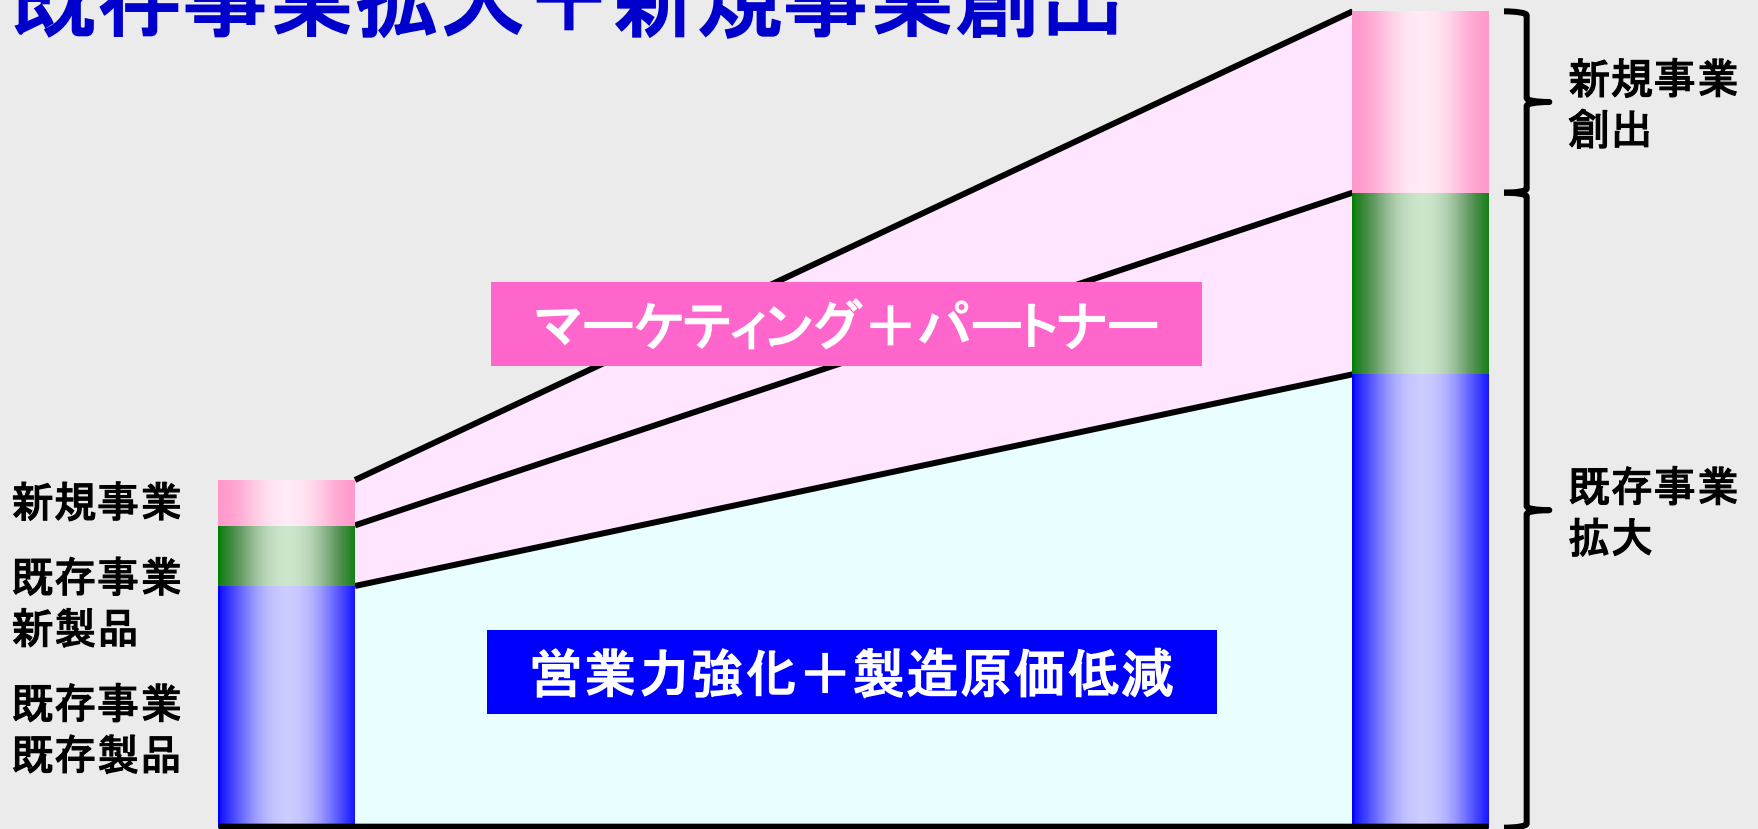 既存事業拡大＋新規事業創出
新規事業
創出
マーケティング＋パートナー
新規事業
既存事業
新製品
既存事業
拡大
営業力強化＋製造原価低減
既存事業
既存製品